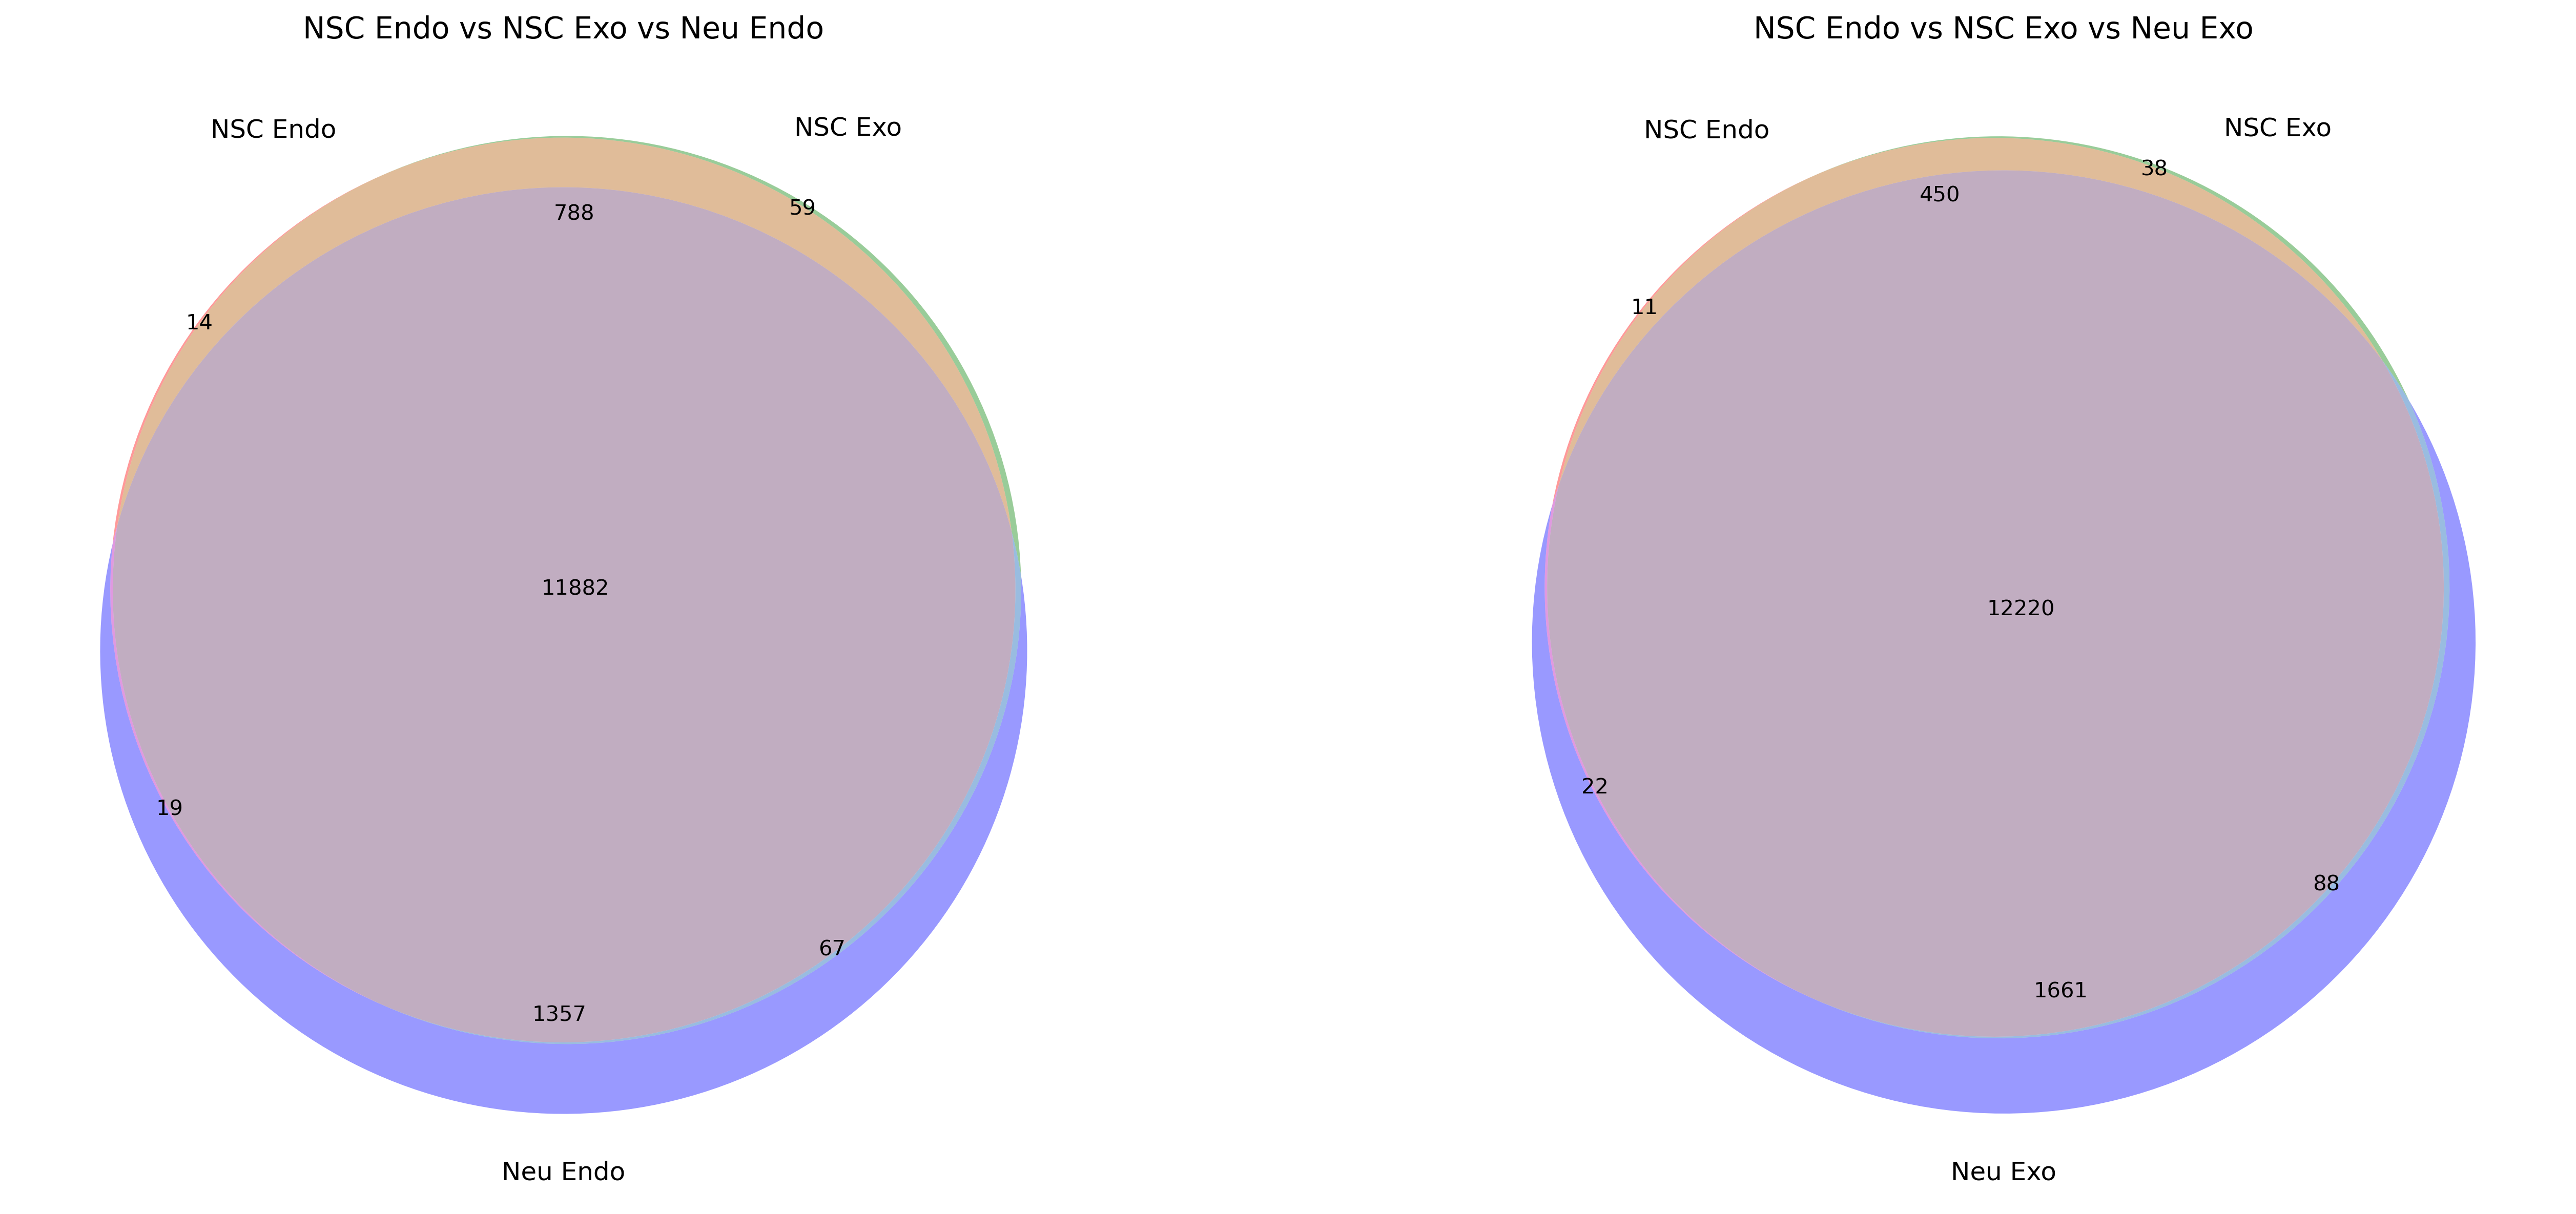 NSC Endo vs NSC Exo vs Neu Endo
NSC Endo
NSC Exo
59
788
14
11882
19
67
1357
Neu Endo
NSC Endo vs NSC Exo vs Neu Exo
NSC Endo
NSC Exo
38
450
11
12220
22
88
1661
Neu Exo